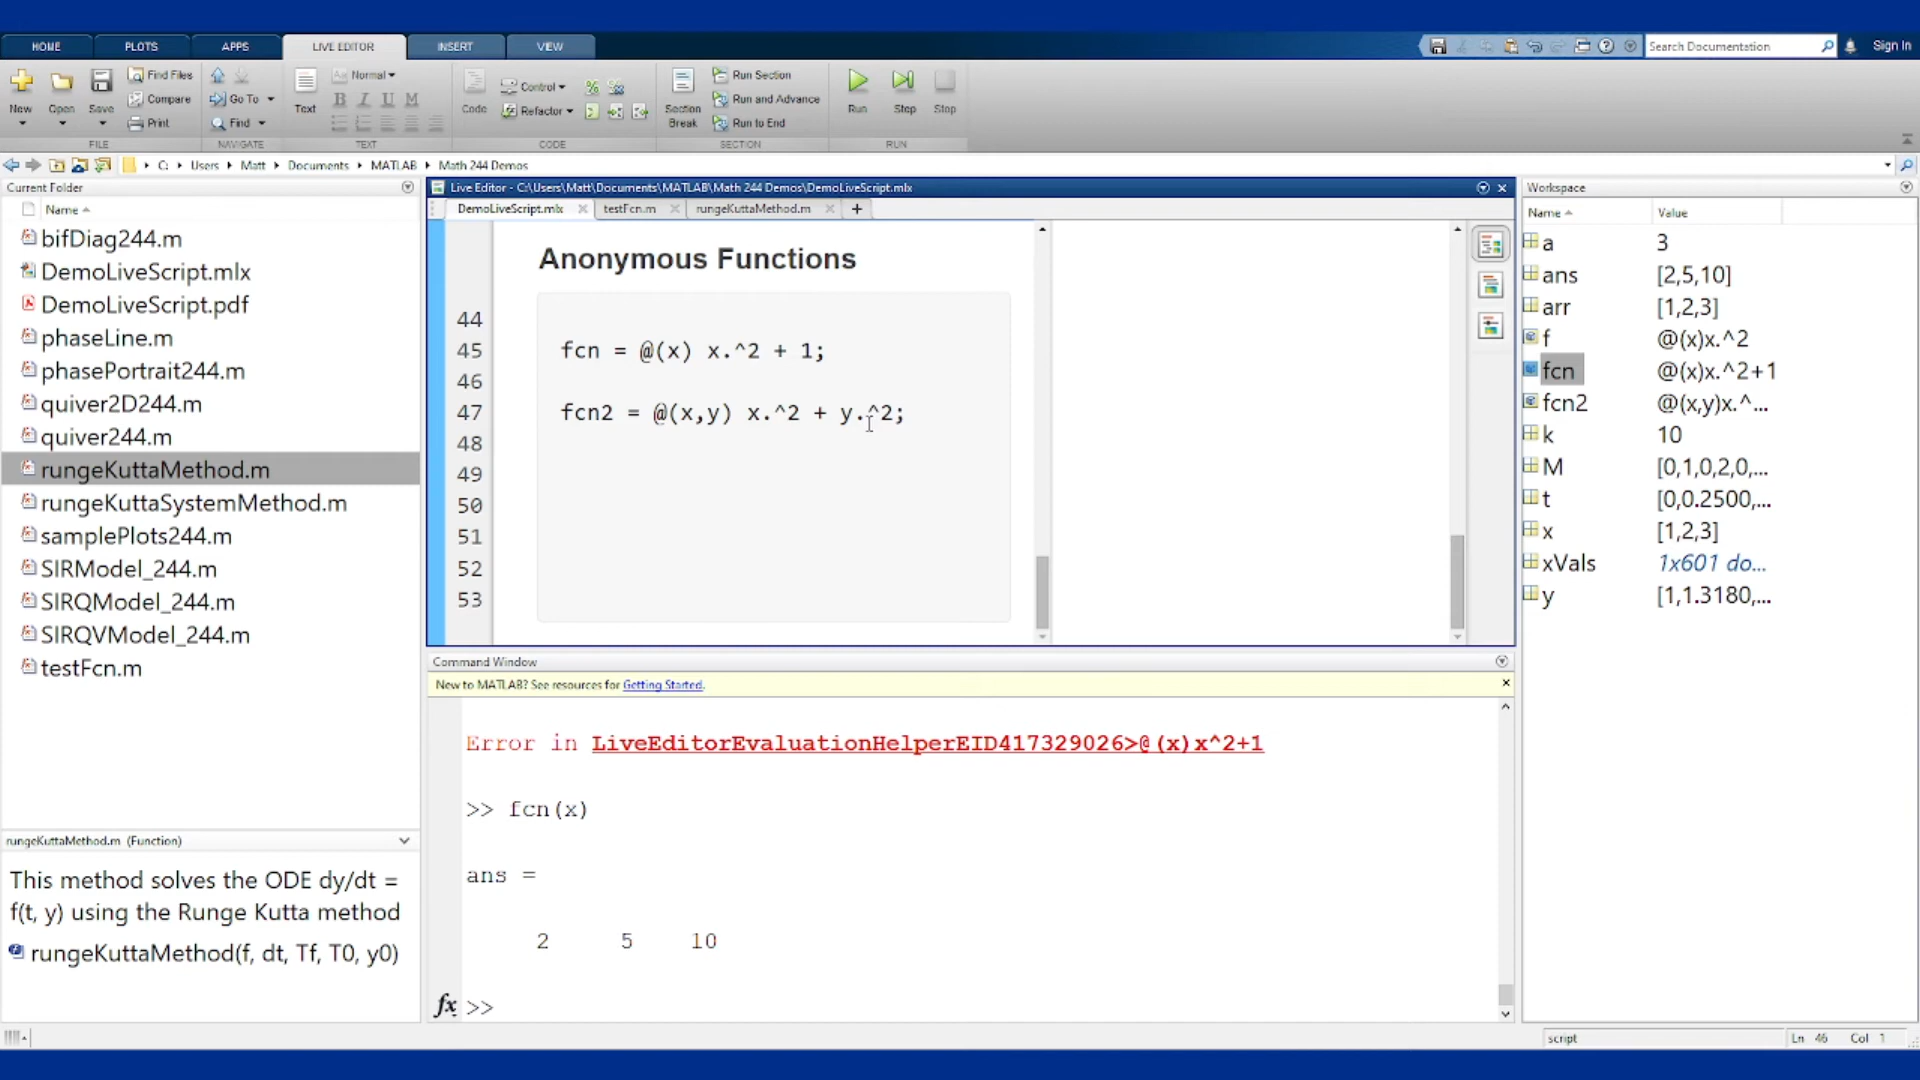 HOME PLOTS APPS LIVE EDITOR INSERT VIEW Search Documentation Sign In
New Open Save Find Files Compare Print
Go To Find
Text Normal B I U M
Code Control Refactor
Section Break Run Section Run and Advance Run to End
Run Step Stop
FILE NAVIGATE TEXT CODE SECTION RUN
C: Users Matt Documents MATLAB Math 244 Demos
Current Folder
Name
bifDiag244.m
DemoLiveScript.mlx
DemoLiveScript.pdf
phaseLine.m
phasePortrait244.m
quiver2D244.m
quiver244.m
rungeKuttaMethod.m
rungeKuttaSystemMethod.m
samplePlots244.m
SIRModel_244.m
SIRQModel_244.m
SIRQVModel_244.m
testFcn.m
rungeKuttaMethod.m (Function)
This method solves the ODE dy/dt =
f(t, y) using the Runge Kutta method
rungeKuttaMethod(f, dt, Tf, T0, y0)
Live Editor - C:\Users\Matt\Documents\MATLAB\Math 244 Demos\DemoLiveScript.mlx
DemoLiveScript.mlx testFcn.m rungeKuttaMethod.m +
Anonymous Functions
44
45 fcn = @(x) x.^2 + 1;
46
47 fcn2 = @(x,y) x.^2 + y.^2;
48
49
50
51
52
53
Command Window
New to MATLAB? See resources for Getting Started.
Error in LiveEditorEvaluationHelperEID417329026>@(x)x^2+1
>> fcn(x)
ans =
2 5 10
fx >>
Workspace
Name Value
a 3
ans [2,5,10]
arr [1,2,3]
f @(x)x.^2
fcn @(x)x.^2+1
fcn2 @(x,y)x.^...
k 10
M [0,1,0,2,0,...
t [0,0.2500,...
x [1,2,3]
xVals 1x601 do...
y [1,1.3180,...
script Ln 46 Col 1